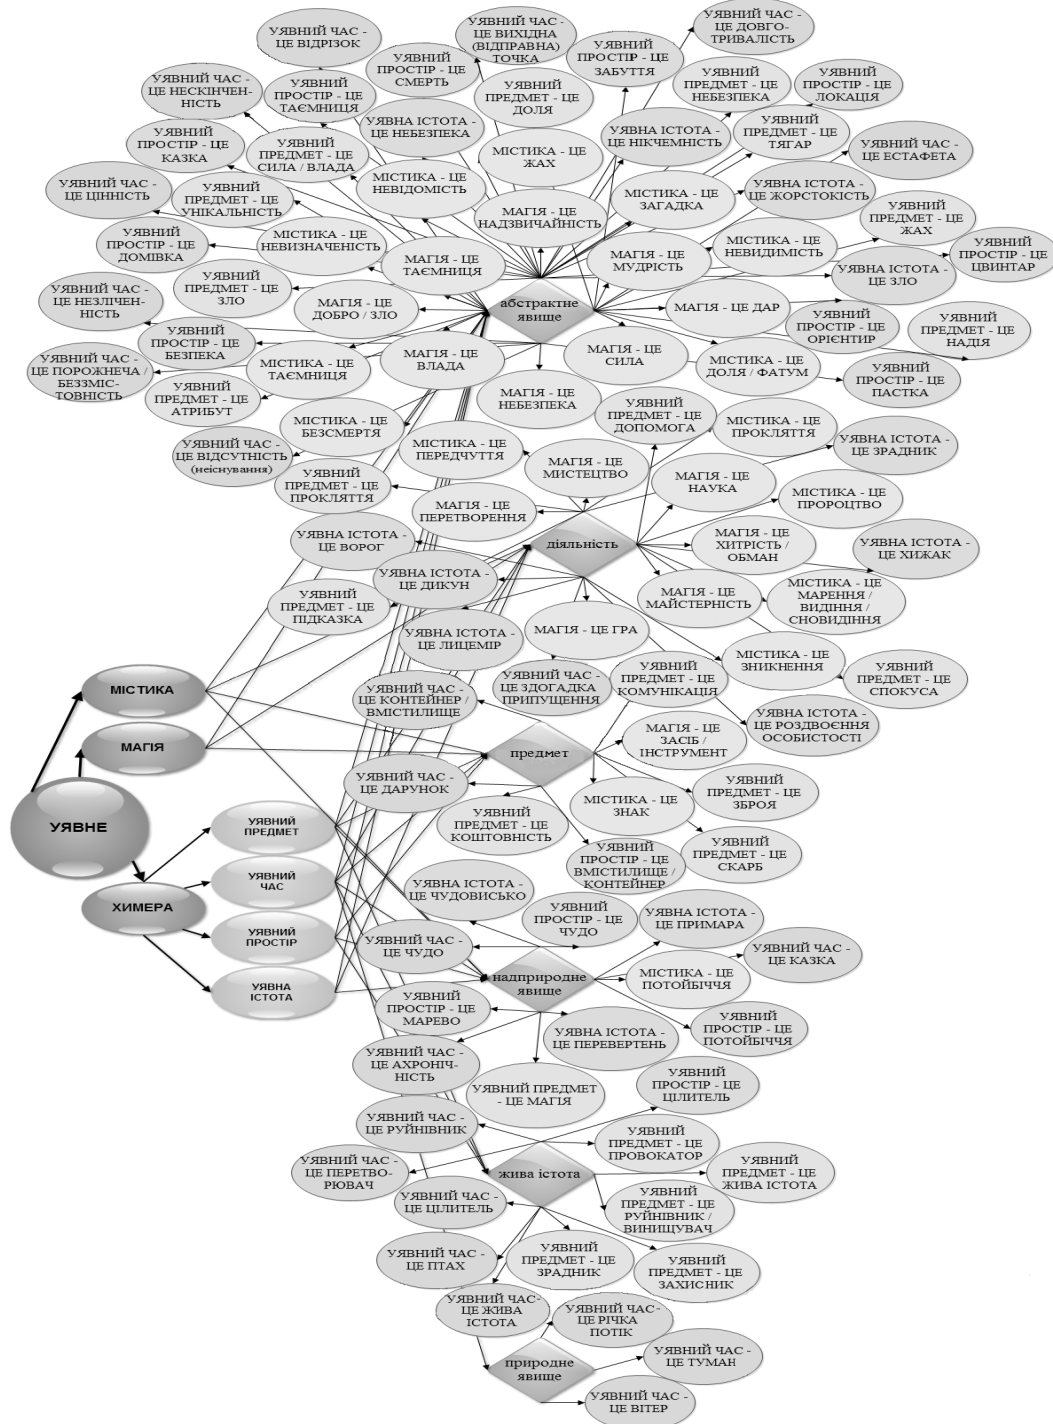 УЯВНИЙ ЧАС -
ЦЕ ВІДРІЗОК
УЯВНИЙ
ПРОСТІР - ЦЕ
СМЕРТЬ
УЯВНИЙ ЧАС -
ЦЕ ВИХІДНА
(ВІДПРАВНА)
ТОЧКА
УЯВНИЙ
ПРОСТІР - ЦЕ
ЗАБУТТЯ
УЯВНИЙ ЧАС -
ЦЕ ДОВГО-
ТРИВАЛІСТЬ
УЯВНИЙ ЧАС -
ЦЕ НЕСКІНЧЕН-
НІСТЬ
УЯВНИЙ
ПРОСТІР - ЦЕ
ТАЄМНИЦЯ
УЯВНИЙ
ПРЕДМЕТ - ЦЕ
ДОЛЯ
УЯВНИЙ
ПРЕДМЕТ - ЦЕ
НЕБЕЗПЕКА
УЯВНИЙ
ПРОСТІР - ЦЕ
ЛОКАЦІЯ
УЯВНИЙ
ПРОСТІР - ЦЕ
КАЗКА
УЯВНИЙ
ПРЕДМЕТ - ЦЕ
СИЛА / ВЛАДА
УЯВНА ІСТОТА -
ЦЕ НЕБЕЗПЕКА
МІСТИКА - ЦЕ
ЖАХ
УЯВНА ІСТОТА -
ЦЕ НІКЧЕМНІСТЬ
УЯВНИЙ
ПРЕДМЕТ - ЦЕ
ТЯГАР
УЯВНИЙ ЧАС -
ЦЕ ЕСТАФЕТА
УЯВНИЙ ЧАС -
ЦЕ ЦІННІСТЬ
УЯВНИЙ
ПРЕДМЕТ - ЦЕ
УНІКАЛЬНІСТЬ
МІСТИКА - ЦЕ
НЕВІДОМІСТЬ
МАГІЯ - ЦЕ
НАДЗВИЧАЙНІСТЬ
МІСТИКА - ЦЕ
ЗАГАДКА
УЯВНА ІСТОТА -
ЦЕ ЖОРСТОКІСТЬ
УЯВНИЙ
ПРЕДМЕТ - ЦЕ
ЖАХ
УЯВНИЙ
ПРОСТІР - ЦЕ
ДОМІВКА
МІСТИКА - ЦЕ
НЕВИЗНАЧЕНІСТЬ
МАГІЯ - ЦЕ
ТАЄМНИЦЯ
МАГІЯ - ЦЕ
МУДРІСТЬ
МІСТИКА - ЦЕ
НЕВИДИМІСТЬ
УЯВНИЙ
ПРОСТІР - ЦЕ
ЦВИНТАР
УЯВНА ІСТОТА -
ЦЕ ЗЛО
УЯВНИЙ ЧАС -
ЦЕ НЕЗЛІЧЕН-
НІСТЬ
УЯВНИЙ
ПРЕДМЕТ - ЦЕ
ЗЛО
МАГІЯ - ЦЕ
ДОБРО / ЗЛО
абстрактне
явище
МАГІЯ - ЦЕ ДАР
УЯВНИЙ
ПРОСТІР - ЦЕ
ОРІЄНТИР
УЯВНИЙ
ПРЕДМЕТ - ЦЕ
НАДІЯ
УЯВНИЙ
ПРОСТІР - ЦЕ
БЕЗПЕКА
УЯВНИЙ ЧАС -
ЦЕ ПОРОЖНЕЧА /
БЕЗЗМІС-
ТОВНІСТЬ
МІСТИКА - ЦЕ
ТАЄМНИЦЯ
МАГІЯ - ЦЕ
ВЛАДА
МАГІЯ - ЦЕ
СИЛА
МІСТИКА - ЦЕ
ДОЛЯ / ФАТУМ
УЯВНИЙ
ПРОСТІР - ЦЕ
ПАСТКА
УЯВНИЙ
ПРЕДМЕТ - ЦЕ
АТРИБУТ
МАГІЯ - ЦЕ
НЕБЕЗПЕКА
УЯВНИЙ
ПРЕДМЕТ - ЦЕ
ДОПОМОГА
МІСТИКА - ЦЕ
ПРОКЛЯТТЯ
МІСТИКА - ЦЕ
БЕЗСМЕРТЯ
УЯВНИЙ ЧАС -
ЦЕ ВІДСУТНІСТЬ
(неіснування)
МІСТИКА - ЦЕ
ПЕРЕДЧУТТЯ
МАГІЯ - ЦЕ
МИСТЕЦТВО
МАГІЯ - ЦЕ
НАУКА
УЯВНА ІСТОТА -
ЦЕ ЗРАДНИК
УЯВНИЙ
ПРЕДМЕТ - ЦЕ
ПРОКЛЯТТЯ
МАГІЯ - ЦЕ
ПЕРЕТВОРЕННЯ
МІСТИКА - ЦЕ
ПРОРОЦТВО
УЯВНА ІСТОТА -
ЦЕ ВОРОГ
діяльність
МАГІЯ - ЦЕ
ХИТРІСТЬ /
ОБМАН
УЯВНА ІСТОТА -
ЦЕ ХИЖАК
УЯВНА ІСТОТА -
ЦЕ ДИКУН
УЯВНИЙ
ПРЕДМЕТ - ЦЕ
ПІДКАЗКА
МАГІЯ - ЦЕ
МАЙСТЕРНІСТЬ
МІСТИКА - ЦЕ
МАРЕННЯ /
ВИДІННЯ /
СНОВИДІННЯ
УЯВНА ІСТОТА -
ЦЕ ЛИЦЕМІР
МАГІЯ - ЦЕ ГРА
МІСТИКА - ЦЕ
ЗНИКНЕННЯ
МІСТИКА
УЯВНИЙ ЧАС -
ЦЕ КОНТЕЙНЕР /
ВМІСТИЛИЩЕ
УЯВНИЙ ЧАС -
ЦЕ ЗДОГАДКА
ПРИПУЩЕННЯ
УЯВНИЙ
ПРЕДМЕТ - ЦЕ
КОМУНІКАЦІЯ
УЯВНИЙ
ПРЕДМЕТ - ЦЕ
СПОКУСА
МАГІЯ
предмет
МАГІЯ - ЦЕ
ЗАСІБ /
ІНСТРУМЕНТ
УЯВНА ІСТОТА -
ЦЕ РОЗДВОЄННЯ
ОСОБИСТОСТІ
УЯВНИЙ ЧАС -
ЦЕ ДАРУНОК
МІСТИКА - ЦЕ
ЗНАК
УЯВНИЙ
ПРЕДМЕТ - ЦЕ
ЗБРОЯ
УЯВНЕ
УЯВНИЙ
ПРЕДМЕТ
УЯВНИЙ
ПРЕДМЕТ - ЦЕ
КОШТОВНІСТЬ
УЯВНИЙ
ПРОСТІР - ЦЕ
ВМІСТИЛИЩЕ /
КОНТЕЙНЕР
УЯВНИЙ
ПРЕДМЕТ - ЦЕ
СКАРБ
УЯВНИЙ
ЧАС
УЯВНА ІСТОТА -
ЦЕ ЧУДОВИСЬКО
ХИМЕРА
УЯВНИЙ
ПРОСТІР - ЦЕ
ЧУДО
УЯВНА ІСТОТА -
ЦЕ ПРИМАРА
УЯВНИЙ
ПРОСТІР
УЯВНИЙ ЧАС -
ЦЕ ЧУДО
УЯВНИЙ ЧАС -
ЦЕ КАЗКА
УЯВНА
ІСТОТА
надприродне
явище
МІСТИКА - ЦЕ
ПОТОЙБІЧЧЯ
УЯВНИЙ
ПРОСТІР - ЦЕ
МАРЕВО
УЯВНА ІСТОТА -
ЦЕ ПЕРЕВЕРТЕНЬ
УЯВНИЙ
ПРОСТІР - ЦЕ
ПОТОЙБІЧЧЯ
УЯВНИЙ ЧАС -
ЦЕ АХРОНІЧ-
НІСТЬ
УЯВНИЙ ПРЕДМЕТ
- ЦЕ МАГІЯ
УЯВНИЙ
ПРОСТІР - ЦЕ
ЦІЛИТЕЛЬ
УЯВНИЙ ЧАС -
ЦЕ РУЙНІВНИК
УЯВНИЙ
ПРЕДМЕТ - ЦЕ
ПРОВОКАТОР
УЯВНИЙ ЧАС -
ЦЕ ПЕРЕТВО-
РЮВАЧ
жива істота
УЯВНИЙ
ПРЕДМЕТ - ЦЕ
ЖИВА ІСТОТА
УЯВНИЙ ЧАС -
ЦЕ ЦІЛИТЕЛЬ
УЯВНИЙ
ПРЕДМЕТ - ЦЕ
РУЙНІВНИК /
ВИНИЩУВАЧ
УЯВНИЙ ЧАС -
ЦЕ ПТАХ
УЯВНИЙ
ПРЕДМЕТ - ЦЕ
ЗРАДНИК
УЯВНИЙ
ПРЕДМЕТ - ЦЕ
ЗАХИСНИК
УЯВНИЙ ЧАС-
ЦЕ ЖИВА
ІСТОТА
УЯВНИЙ ЧАС-
ЦЕ РІЧКА
ПОТІК
природне
явище
УЯВНИЙ ЧАС -
ЦЕ ТУМАН
УЯВНИЙ ЧАС -
ЦЕ ВІТЕР